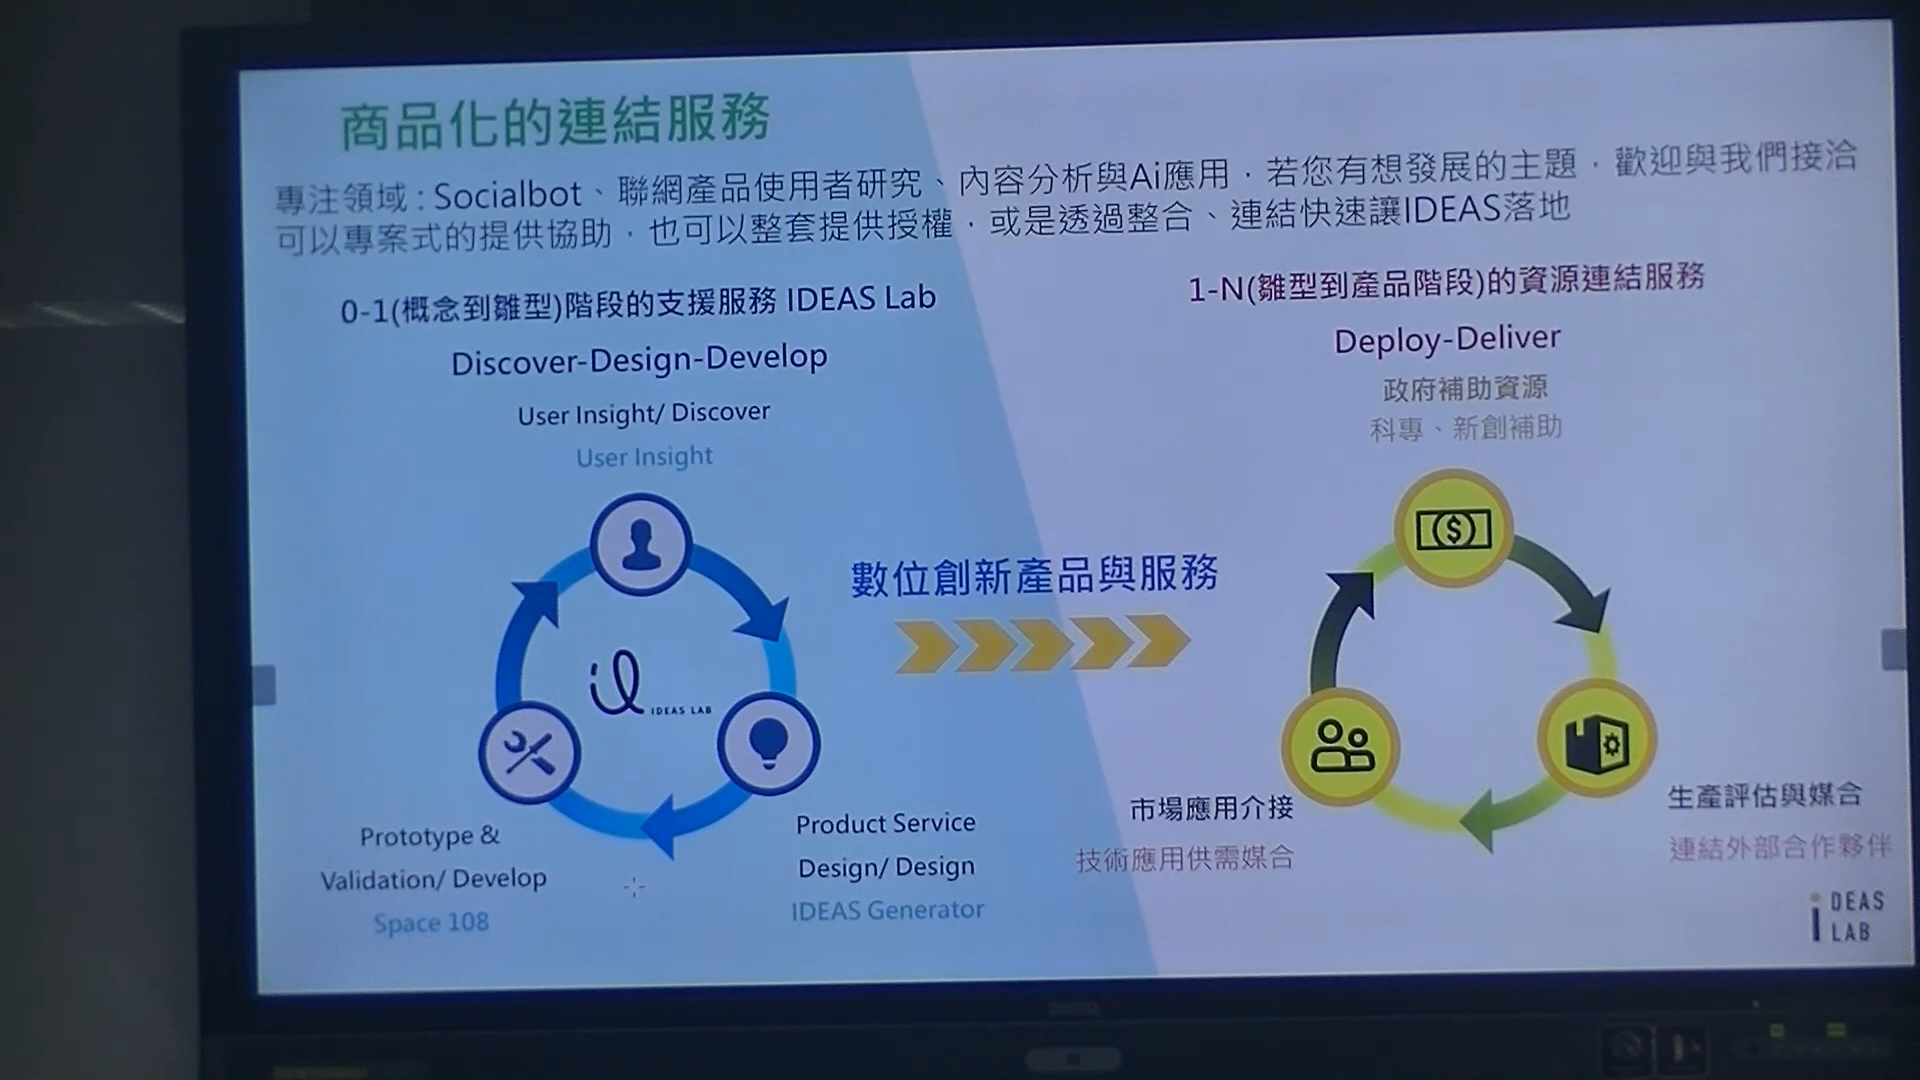 商品化的連結服務
專注領域：Socialbot、聯網產品使用者研究、內容分析與Ai應用，若您有想發展的主題，歡迎與我們接洽
可以專案式的提供協助，也可以整套提供授權，或是透過整合、連結快速讓IDEAS落地
0-1(概念到雛型)階段的支援服務 IDEAS Lab
Discover-Design-Develop
User Insight/ Discover
User Insight
IDEAS LAB
Prototype &
Validation/ Develop
Space 108
Product Service
Design/ Design
IDEAS Generator
數位創新產品與服務
1-N(雛型到產品階段)的資源連結服務
Deploy-Deliver
政府補助資源
科專、新創補助
市場應用介接
技術應用供需媒合
生產評估與媒合
連結外部合作夥伴
iDEAS
LAB
BenQ